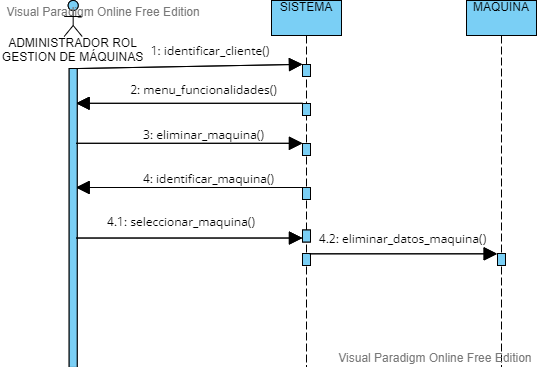 Visual Paradigm Online Free Edition
SISTEMA
MAQUINA
ADMINISTRADOR ROL
GESTION DE MÁQUINAS
1: identificar_cliente()
2: menu_funcionalidades()
3: eliminar_maquina()
4: identificar_maquina()
4.1: seleccionar_maquina()
4.2: eliminar_datos_maquina()
Visual Paradigm Online Free Edition